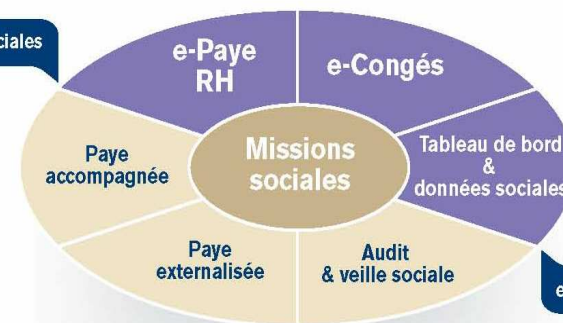 ciales
e-Paye
RH
e-Congés
Missions
sociales
Tableau de bord
&
données sociales
Paye
accompagnée
Paye
externalisée
Audit
& veille sociale
e